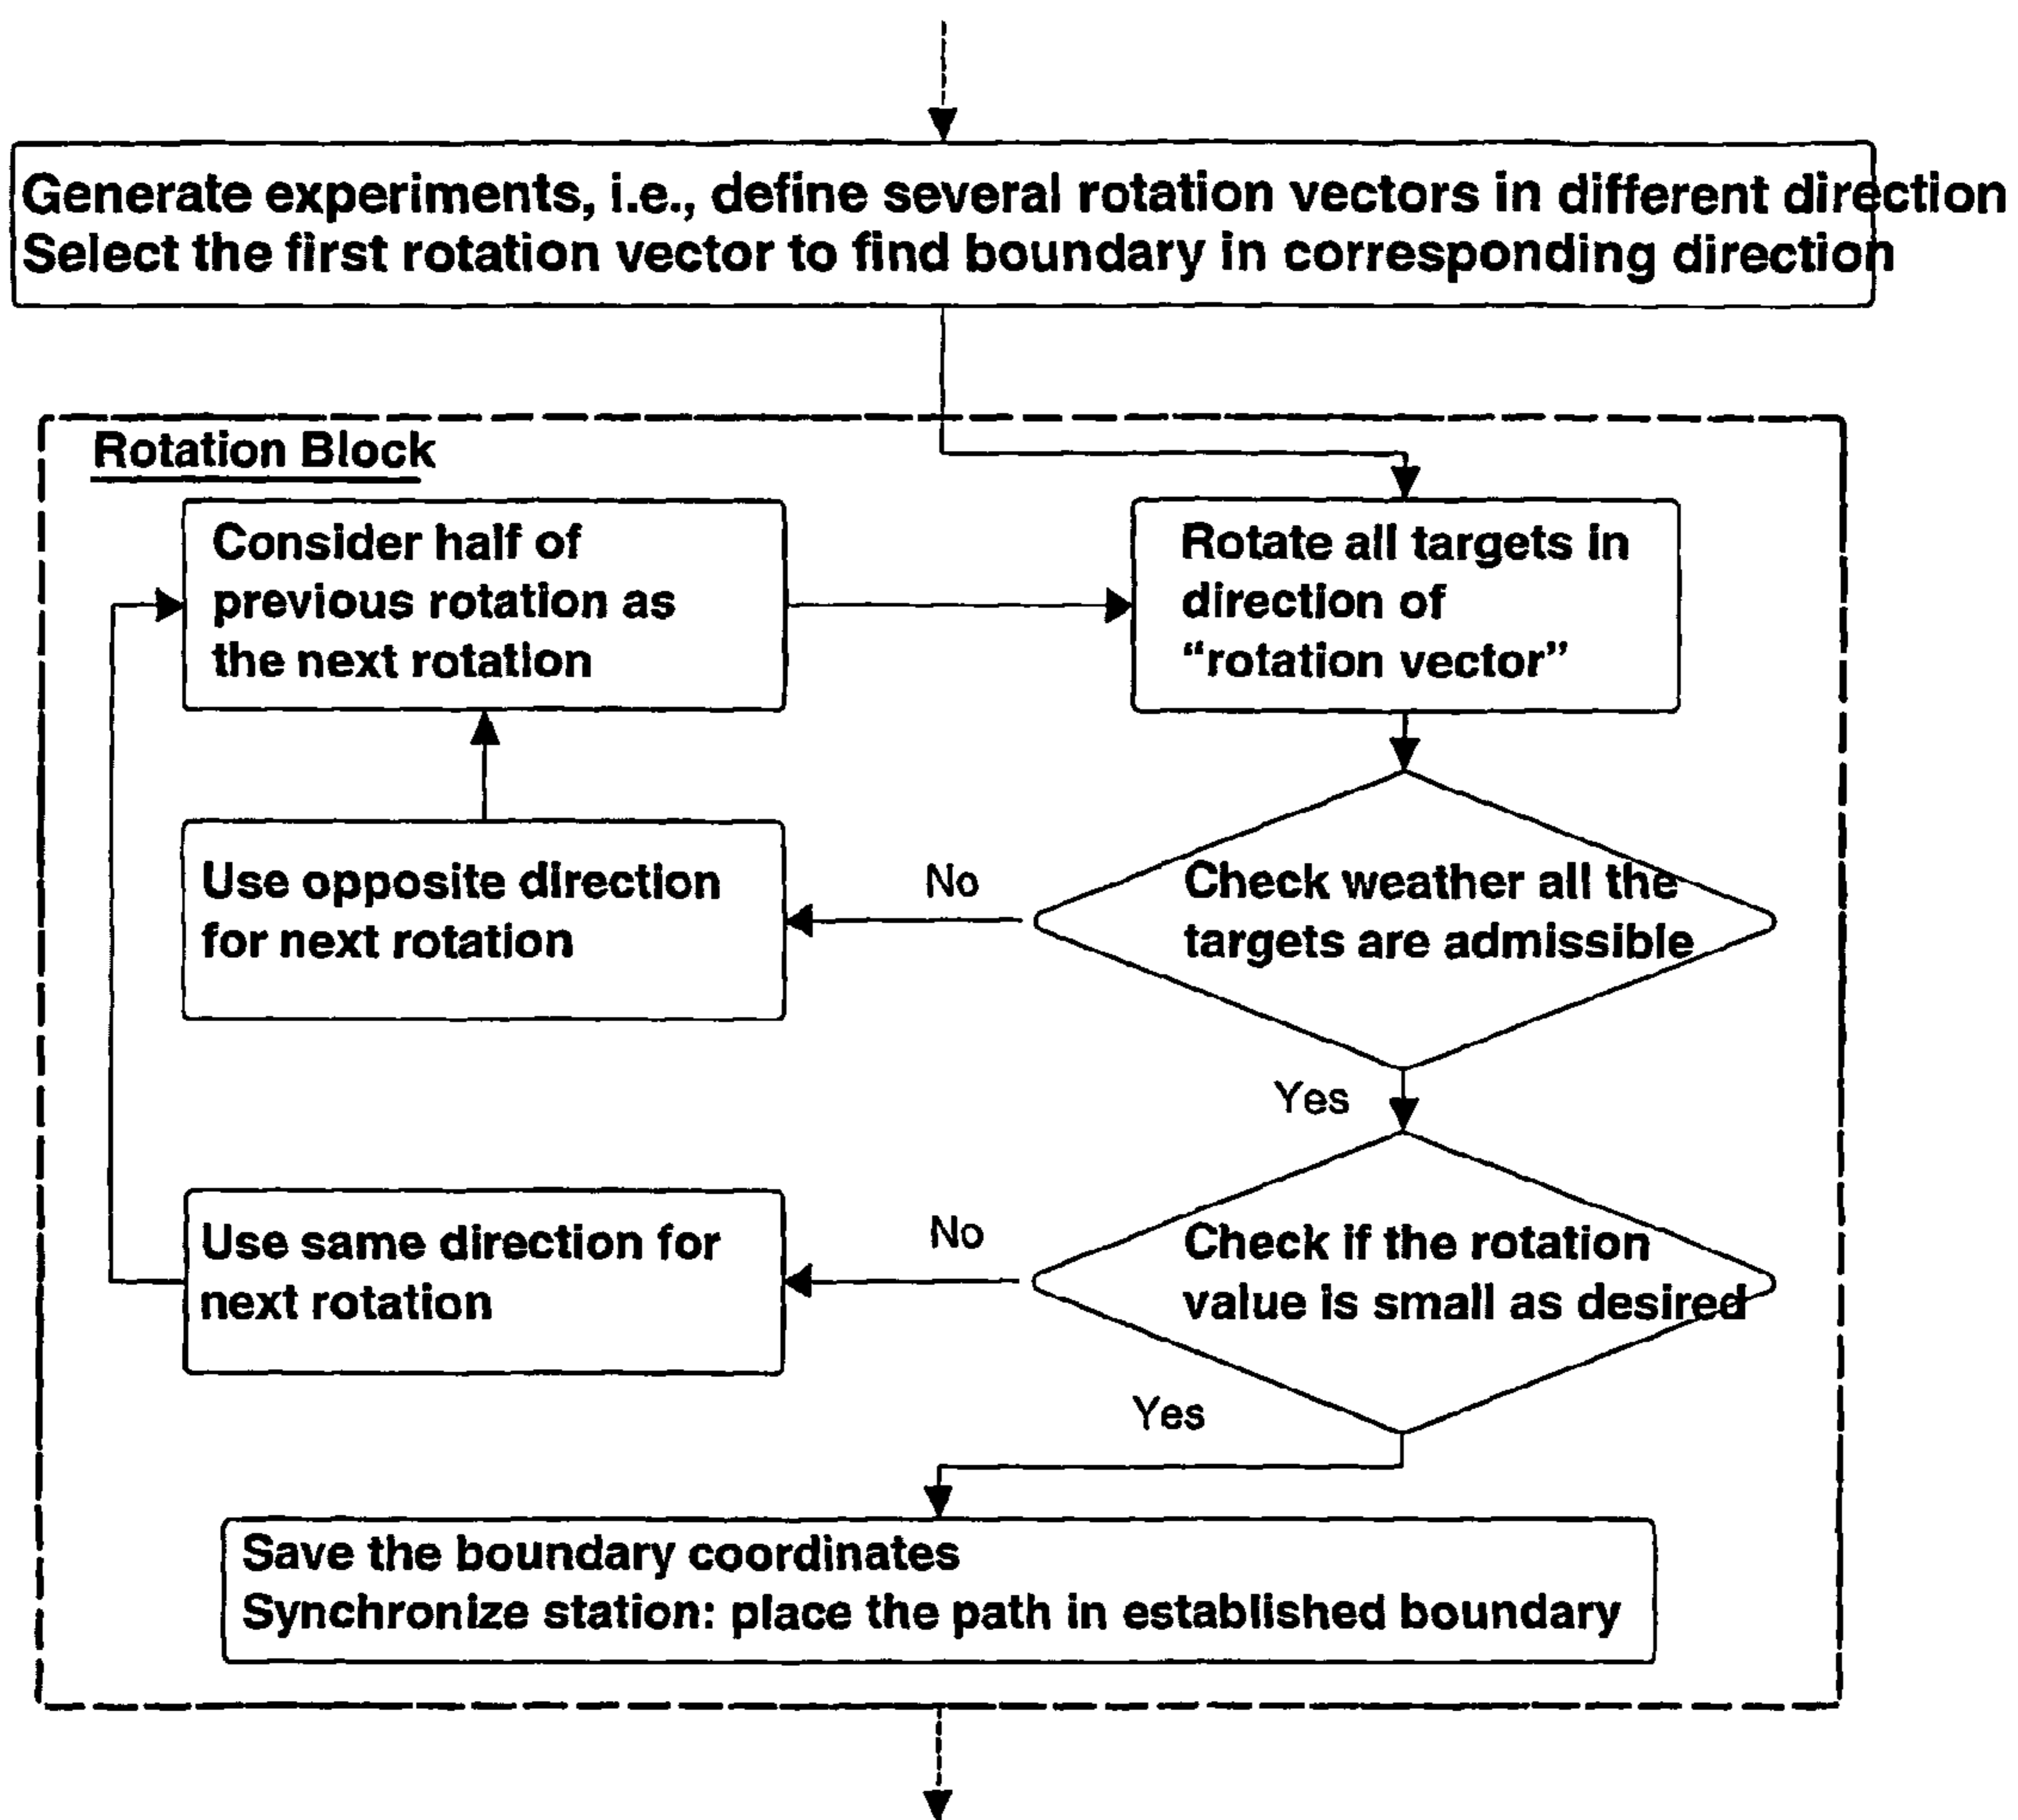 Generate experiments, i.e., define several rotation vectors in different direction
Select the first rotation vector to find boundary in corresponding direction
Rotation Block
Consider half of
previous rotation as
the next rotation
Rotate all targets in
direction of
“rotation vector”
Use opposite direction
for next rotation
No
Check weather all the
targets are admissible
Yes
Use same direction for
next rotation
No
Check if the rotation
value is small as desired
Yes
Save the boundary coordinates
Synchronize station: place the path in established boundary